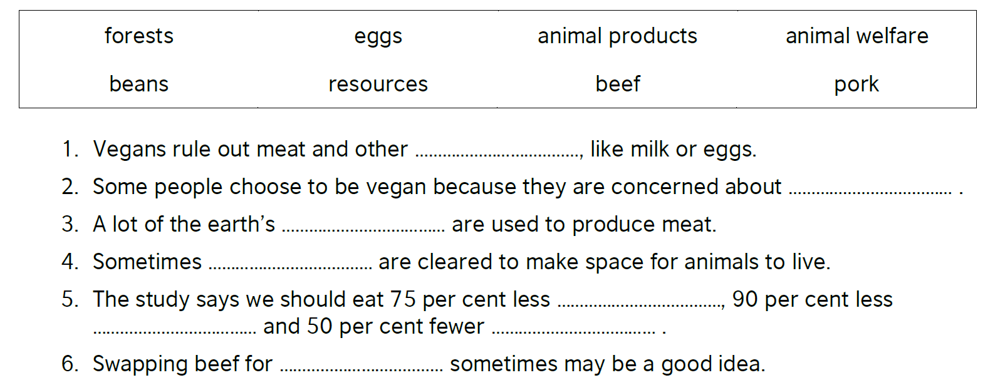 forests eggs animal products animal welfare
beans resources beef pork
1. Vegans rule out meat and other ...................................., like milk or eggs.
2. Some people choose to be vegan because they are concerned about .................................... .
3. A lot of the earth’s .................................... are used to produce meat.
4. Sometimes .................................... are cleared to make space for animals to live.
5. The study says we should eat 75 per cent less ...................................., 90 per cent less
.................................... and 50 per cent fewer .................................... .
6. Swapping beef for .................................... sometimes may be a good idea.